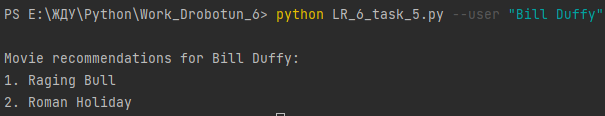 PS E:\ЖДУ\Python\Work_Drobotun_6> python LR_6_task_5.py --user "Bill Duffy"
Movie recommendations for Bill Duffy:
1. Raging Bull
2. Roman Holiday